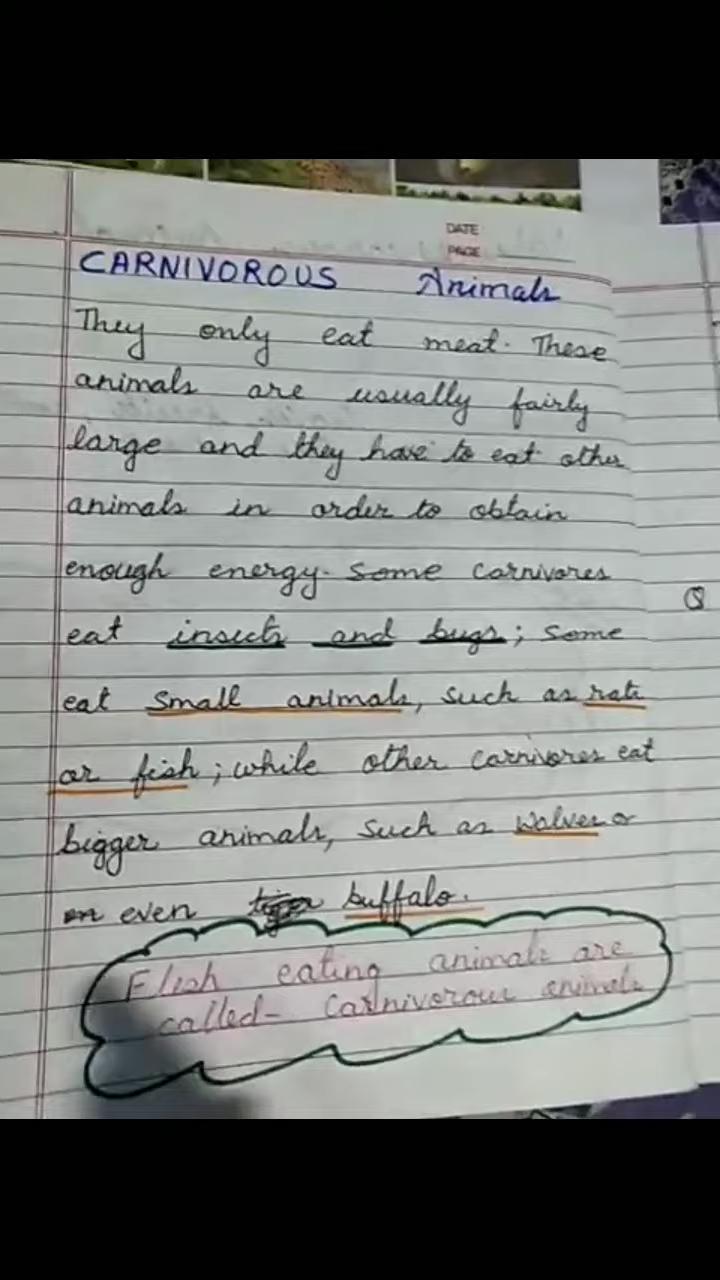 DATE
PAGE
CARNIVOROUS Animals
They only eat meat. These
animals are usually fairly
large and they have to eat other
animals in order to obtain
enough energy. Some carnivores
eat insects and bugs; some
eat small animals, such as rats
or fish; while other carnivores eat
bigger animals, such as wolves or
even buffalo.
Flesh eating animals are
called- Carnivorous animals